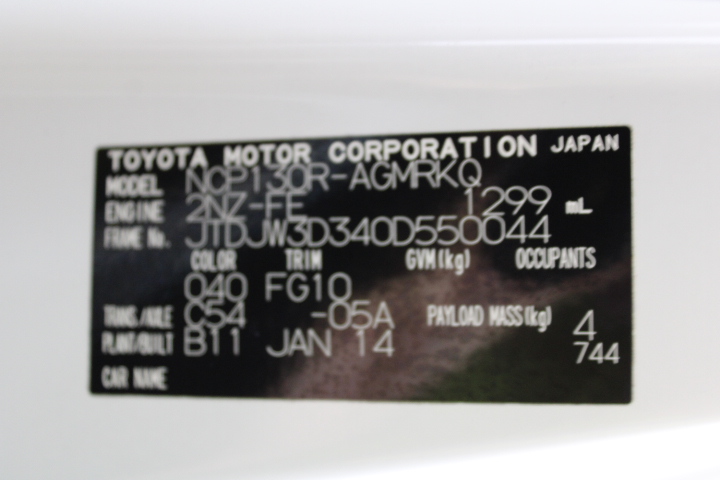 TOYOTA MOTOR CORPORATION JAPAN
MODEL NCP130R-AGMRKQ
ENGINE 2NZ-FE 1299 mL
FRAME No. JTDJW3D340D550044
COLOR TRIM GVM(kg) OCCUPANTS
040 FG10
TRANS./AXLE C54 -05A PAYLOAD MASS(kg) 4
PLANT/BUILT B11 JAN 14 744
CAR NAME